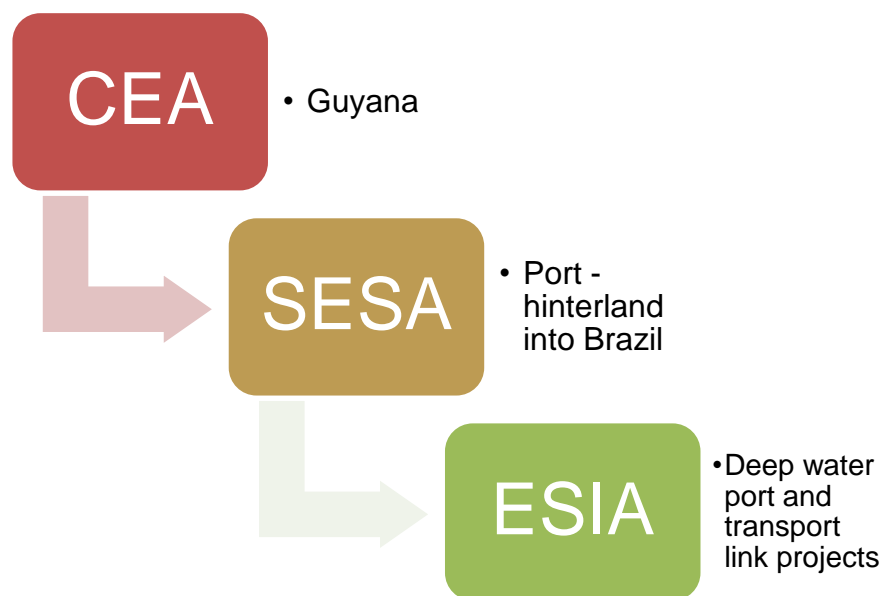 CEA
• Guyana
SESA
• Port -
hinterland
into Brazil
ESIA
•Deep water
port and
transport
link projects